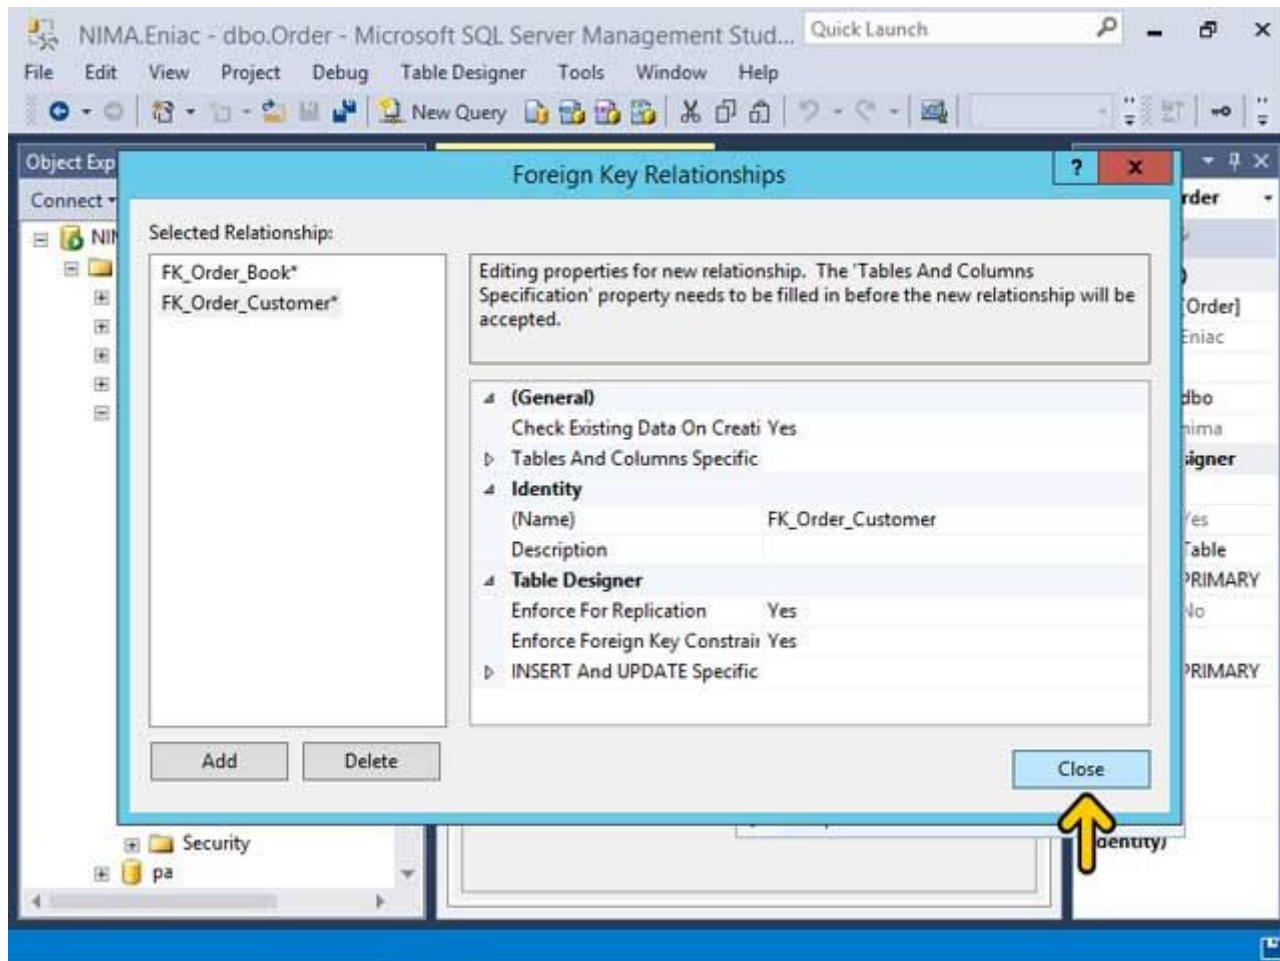 NIMA.Eniac - dbo.Order - Microsoft SQL Server Management Stud...
Quick Launch
File Edit View Project Debug Table Designer Tools Window Help
New Query
Object Exp
Foreign Key Relationships
?
x
Connect
rder
NIM
Selected Relationship:
FK_Order_Book*
FK_Order_Customer*
Editing properties for new relationship. The 'Tables And Columns
Specification' property needs to be filled in before the new relationship will be
accepted.
(General)
Check Existing Data On Creati Yes
Tables And Columns Specific
Identity
(Name) FK_Order_Customer
Description
Table Designer
Enforce For Replication Yes
Enforce Foreign Key Constrain Yes
INSERT And UPDATE Specific
Order]
Eniac
dbo
nima
signer
Yes
Table
PRIMARY
No
PRIMARY
Add Delete
Close
Security
dentity)
pa